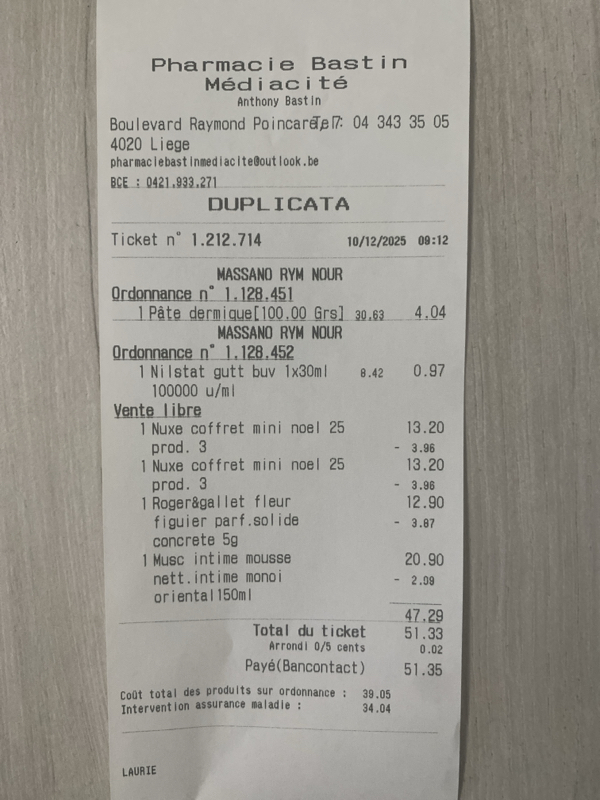 Pharmacie Bastin
Médiacité
Anthony Bastin
Boulevard Raymond Poincaré, 7 Tel: 04 343 35 05
4020 Liege
pharmaciebastinmediacite@outlook.be
BCE : 0421.933.271
DUPLICATA
Ticket n° 1.212.714 10/12/2025 09:12
MASSANO RYM NOUR
Ordonnance n° 1.128.451
1 Pâte dermique[100.00 Grs] 30.63 4.04
MASSANO RYM NOUR
Ordonnance n° 1.128.452
1 Nilstat gutt buv 1x30ml 8.42 0.97
100000 u/ml
Vente libre
1 Nuxe coffret mini noel 25 13.20
prod. 3 - 3.96
1 Nuxe coffret mini noel 25 13.20
prod. 3 - 3.96
1 Roger&gallet fleur 12.90
figuier parf.solide - 3.87
concrete 5g
1 Musc intime mousse 20.90
nett.intime monoi - 2.09
oriental 150ml
47.29
Total du ticket 51.33
Arrondi 0/5 cents 0.02
Payé(Bancontact) 51.35
Coût total des produits sur ordonnance : 39.05
Intervention assurance maladie : 34.04
LAURIE